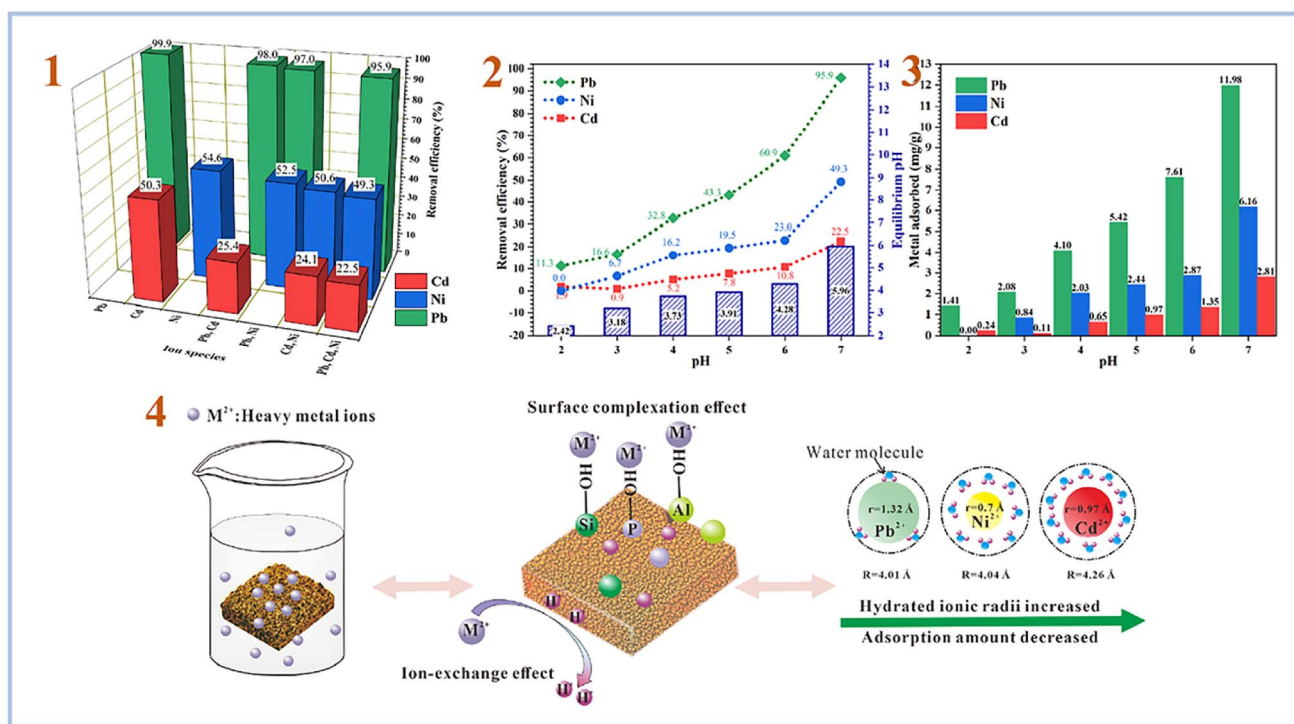 1
99.9
98.0
97.0
95.9
54.6
52.5
50.6
49.3
50.3
25.4
24.1
22.5
100
90
80
70
60
50
40
30
20
10
0
Removal efficiency (%)
Pb
Cd
Ni
Pb, Cd
Pb, Ni
Cd,Ni
Pb,Cd,Ni
Ion species
Cd
Ni
Pb
2
100
90
80
70
60
50
40
30
20
10
0
-10
-20
Removal efficiency (%)
Pb
Ni
Cd
11.3
16.6
32.8
43.3
60.9
95.9
0.0
6.7
16.2
19.5
23.0
49.3
1.9
0.9
5.2
7.8
10.8
22.5
2.42
3.18
3.73
3.91
4.28
5.96
2 3 4 5 6 7
pH
14
13
12
11
10
9
8
7
6
5
4
3
2
Equilibrium pH
3
13
12
11
10
9
8
7
6
5
4
3
2
1
0
Metal adsorbed (mg/g)
Pb
Ni
Cd
1.41
0.00
0.24
2.08
0.84
0.11
4.10
2.03
0.65
5.42
2.44
0.97
7.61
2.87
1.35
11.98
6.16
2.81
2 3 4 5 6 7
pH
4
M²⁺:Heavy metal ions
Surface complexation effect
M²⁺
M²⁺
M²⁺
OH
OH
OH
Si
P
Al
H⁺
H⁺
M²⁺
Ion-exchange effect
H⁺
H⁺
Water molecule
r=1.32 Å
Pb²⁺
r=0.7 Å
Ni²⁺
r=0.97 Å
Cd²⁺
R=4.01 Å
R=4.04 Å
R=4.26 Å
Hydrated ionic radii increased
Adsorption amount decreased